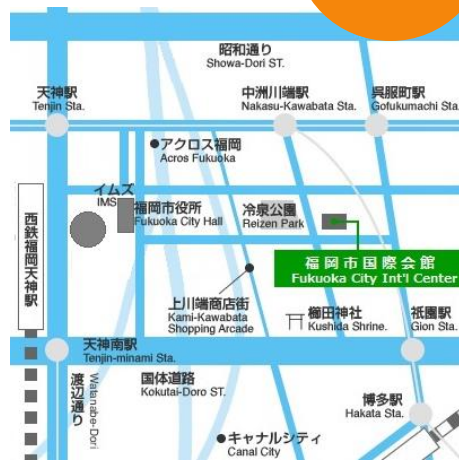 昭和通り
Showa-Dori ST.
天神駅
Tenjin Sta.
中洲川端駅
Nakasu-Kawabata Sta.
呉服町駅
Gofukumachi Sta.
アクロス福岡
Acros Fukuoka
イムズ
IMS
福岡市役所
Fukuoka City Hall
冷泉公園
Reizen Park
西鉄福岡天神駅
福岡市国際会館
Fukuoka City Int'l Center
上川端商店街
Kami-Kawabata
Shopping Arcade
櫛田神社
Kushida Shrine.
祇園駅
Gion Sta.
天神南駅
Tenjin-minami Sta.
渡辺通り
Watanabe-Dori
国体道路
Kokutai-Doro ST.
博多駅
Hakata Sta.
キャナルシティ
Canal City